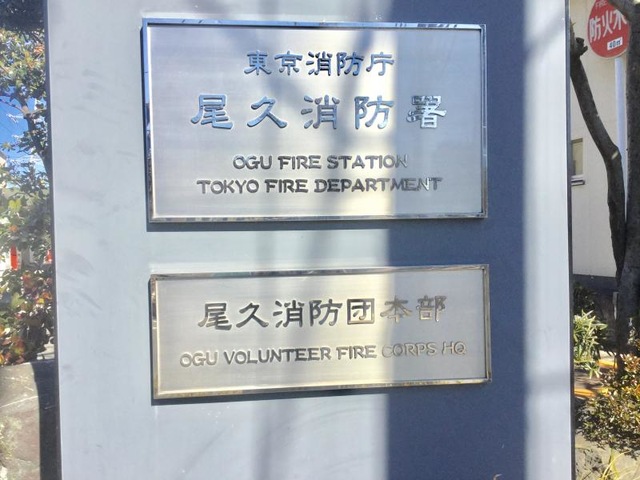 東京消防庁
尾久消防署
OGU FIRE STATION
TOKYO FIRE DEPARTMENT
尾久消防団本部
OGU VOLUNTEER FIRE CORPS HQ
防火水